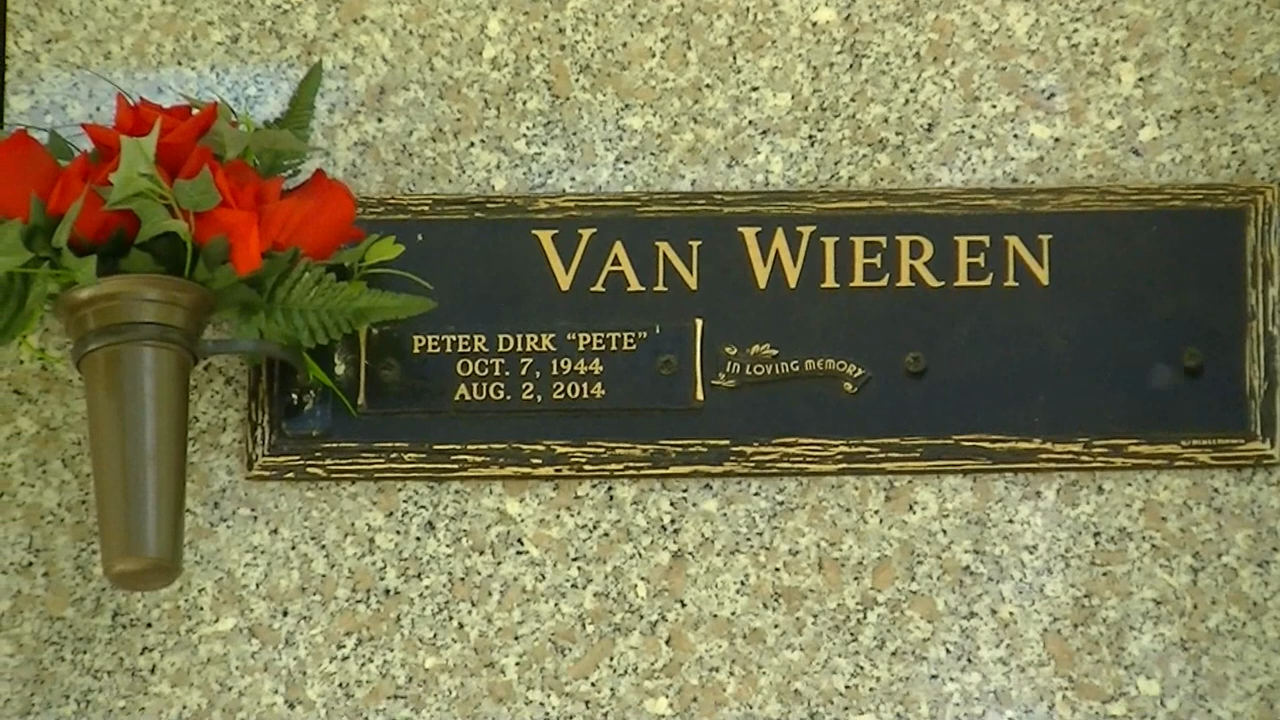 VAN WIEREN
PETER DIRK "PETE"
OCT. 7, 1944
AUG. 2, 2014
IN LOVING MEMORY